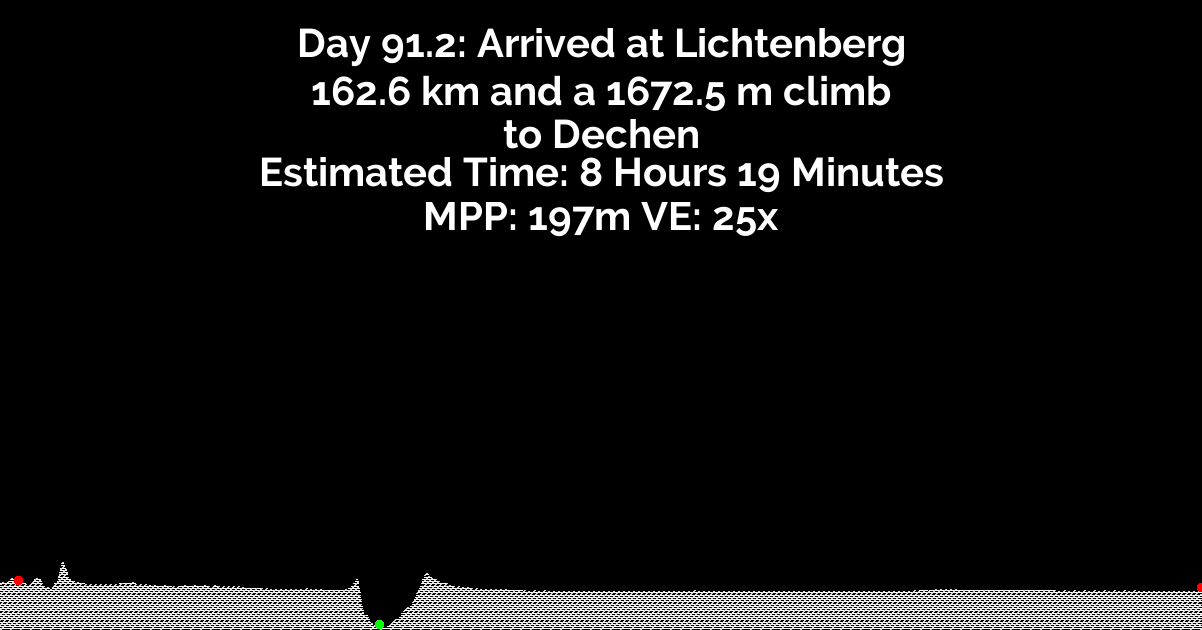 Day 91.2: Arrived at Lichtenberg
162.6 km and a 1672.5 m climb
to Dechen
Estimated Time: 8 Hours 19 Minutes
MPP: 197m VE: 25x